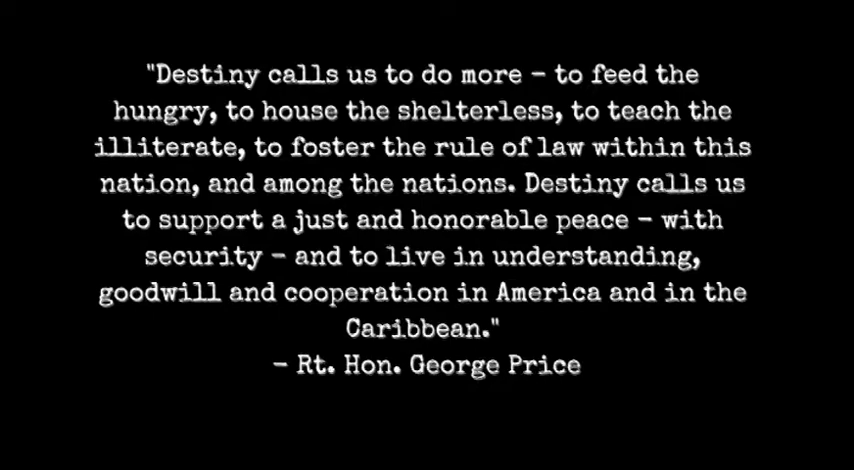 "Destiny calls us to do more – to feed the
hungry, to house the shelterless, to teach the
illiterate, to foster the rule of law within this
nation, and among the nations. Destiny calls us
to support a just and honorable peace – with
security – and to live in understanding,
goodwill and cooperation in America and in the
Caribbean."
– Rt. Hon. George Price